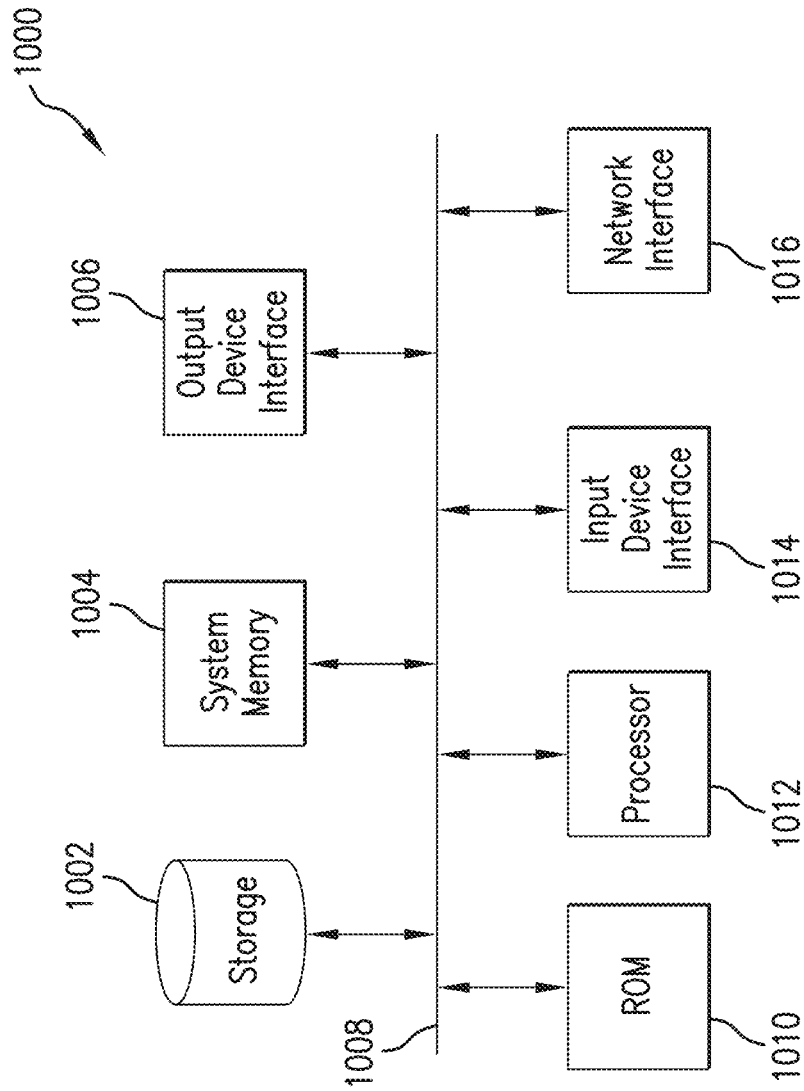 1000
1002
1004
1006
Storage
System
Memory
Output
Device
Interface
1008
ROM
Processor
Input
Device
Interface
Network
Interface
1010
1012
1014
1016